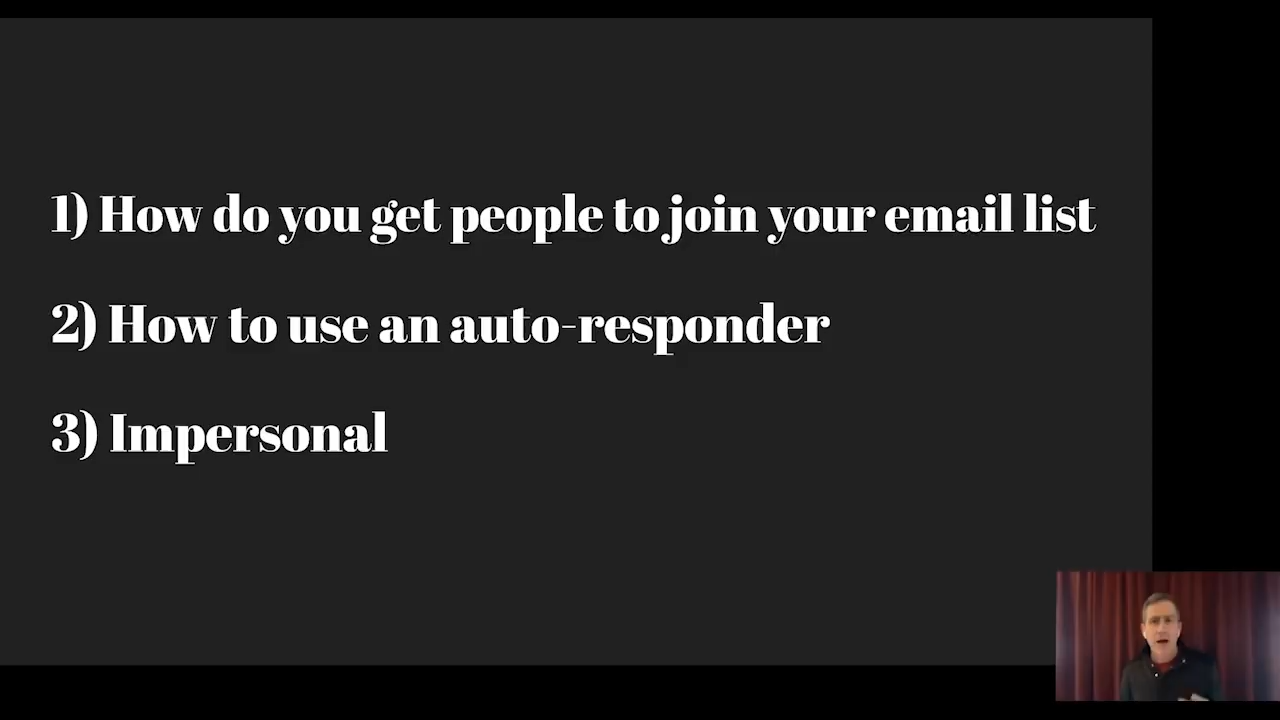 1) How do you get people to join your email list
2) How to use an auto-responder
3) Impersonal